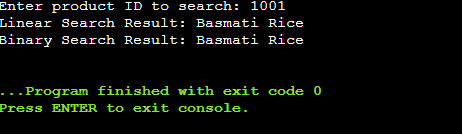 Enter product ID to search: 1001
Linear Search Result: Basmati Rice
Binary Search Result: Basmati Rice
...Program finished with exit code 0
Press ENTER to exit console.